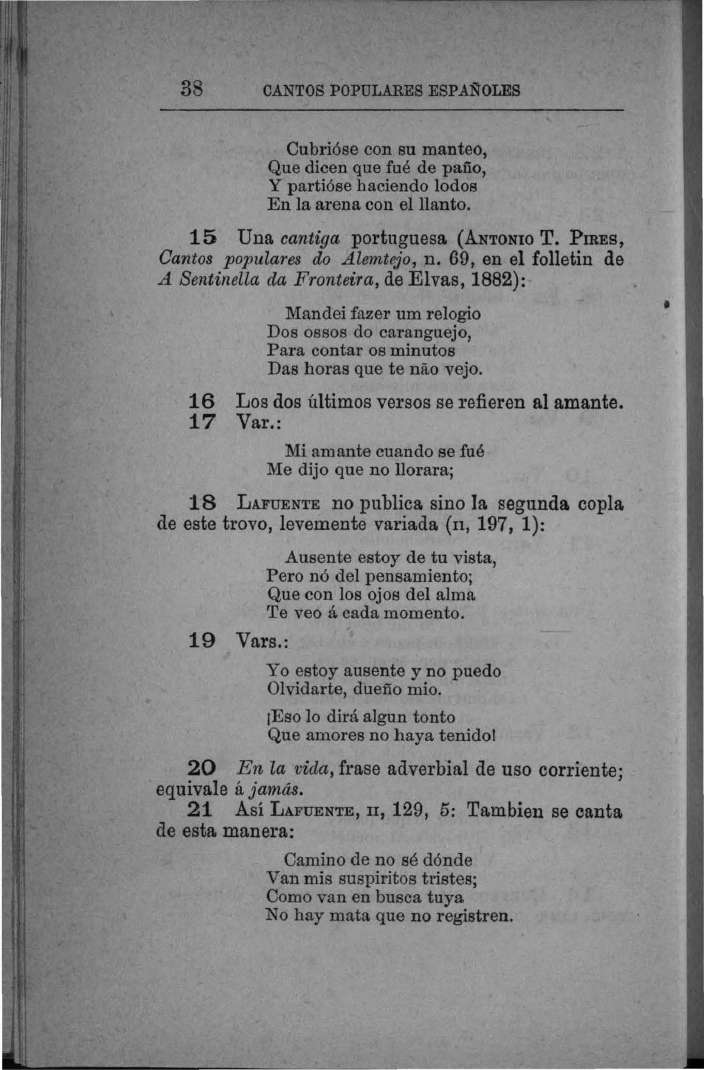 38 CANTOS POPULARES ESPAÑOLES
Cubrióse con su manteo,
Que dicen que fué de paño,
Y partióse haciendo lodos
En la arena con el llanto.
15 Una cantiga portuguesa (ANTONIO T. PIRES,
Cantos populares do Alemtejo, n. 69, en el folletin de
A Sentinella da Fronteira, de Elvas, 1882):
Mandei fazer um relogio
Dos ossos do caranguejo,
Para contar os minutos
Das horas que te não vejo.
16 Los dos últimos versos se refieren al amante.
17 Var.:
Mi amante cuando se fué
Me dijo que no llorara;
18 LAFUENTE no publica sino la segunda copla
de este trovo, levemente variada (II, 197, 1):
Ausente estoy de tu vista,
Pero nó del pensamiento;
Que con los ojos del alma
Te veo á cada momento.
19 Vars.:
Yo estoy ausente y no puedo
Olvidarte, dueño mio.
¡Eso lo dirá algun tonto
Que amores no haya tenido!
20 En la vida, frase adverbial de uso corriente;
equivale á jamás.
21 Así LAFUENTE, II, 129, 5: Tambien se canta
de esta manera:
Camino de no sé dónde
Van mis suspiritos tristes;
Como van en busca tuya
No hay mata que no registren.